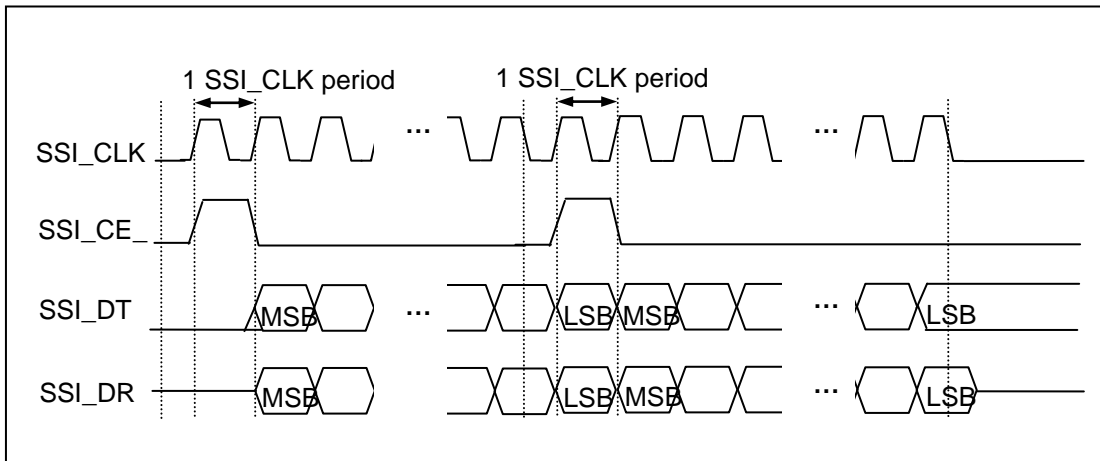 1 SSI_CLK period 1 SSI_CLK period
SSI_CLK ... ...
SSI_CE_
SSI_DT MSB ... LSB MSB ... LSB
SSI_DR MSB LSB MSB ... LSB